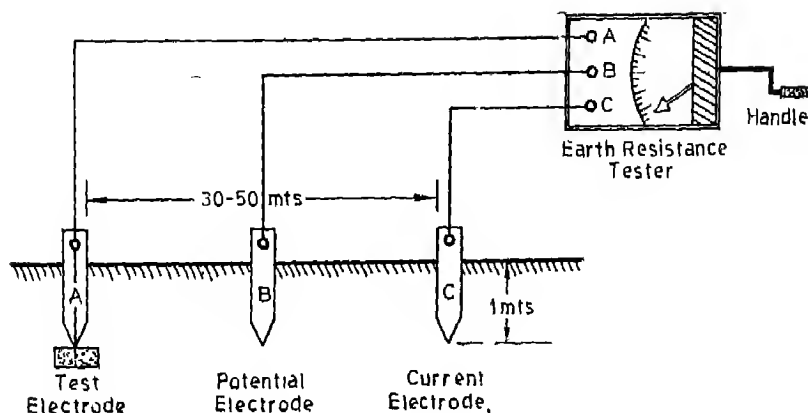 A
B
C
Handle
Earth Resistance
Tester
30-50 mts
A
B
C
1mts
Test
Electrode
Potential
Electrode
Current
Electrode,